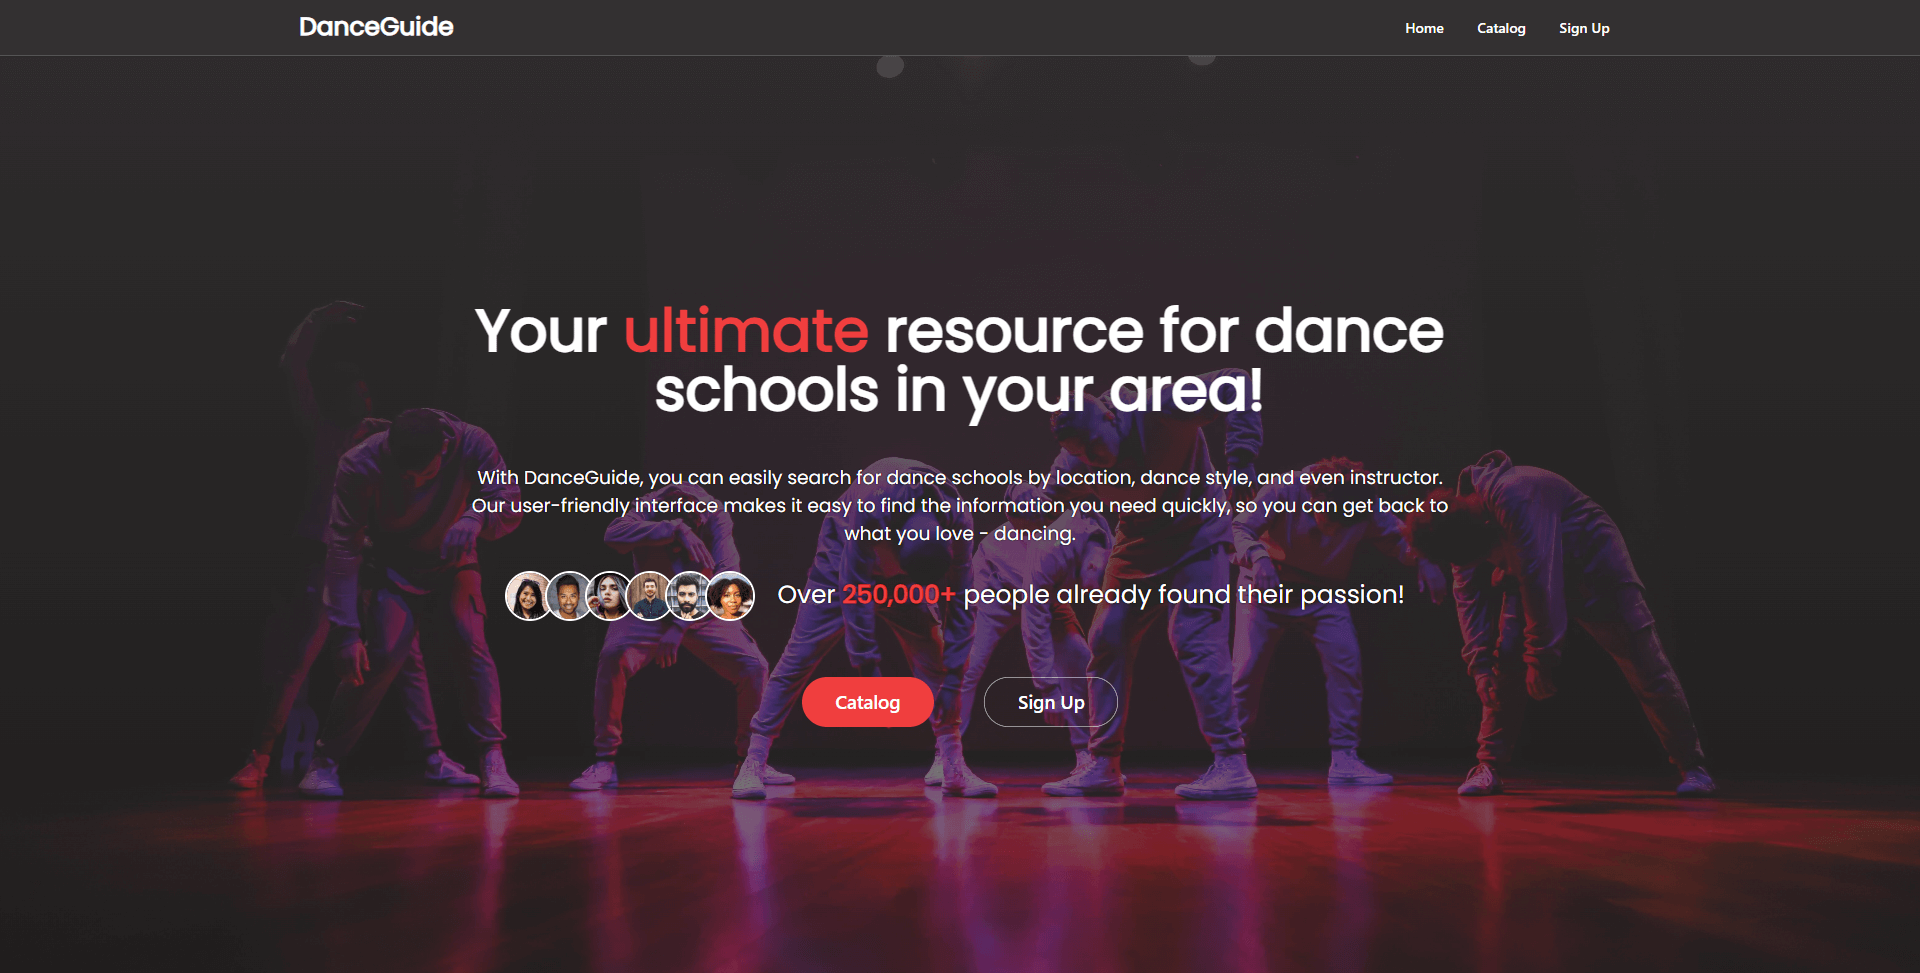 DanceGuide
Home Catalog Sign Up
Your ultimate resource for dance
schools in your area!
With DanceGuide, you can easily search for dance schools by location, dance style, and even instructor.
Our user-friendly interface makes it easy to find the information you need quickly, so you can get back to
what you love - dancing.
Over 250,000+ people already found their passion!
Catalog
Sign Up